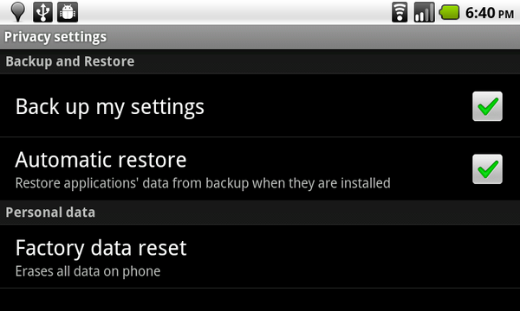 6:40 PM
Privacy settings
Backup and Restore
Back up my settings
Automatic restore
Restore applications' data from backup when they are installed
Personal data
Factory data reset
Erases all data on phone